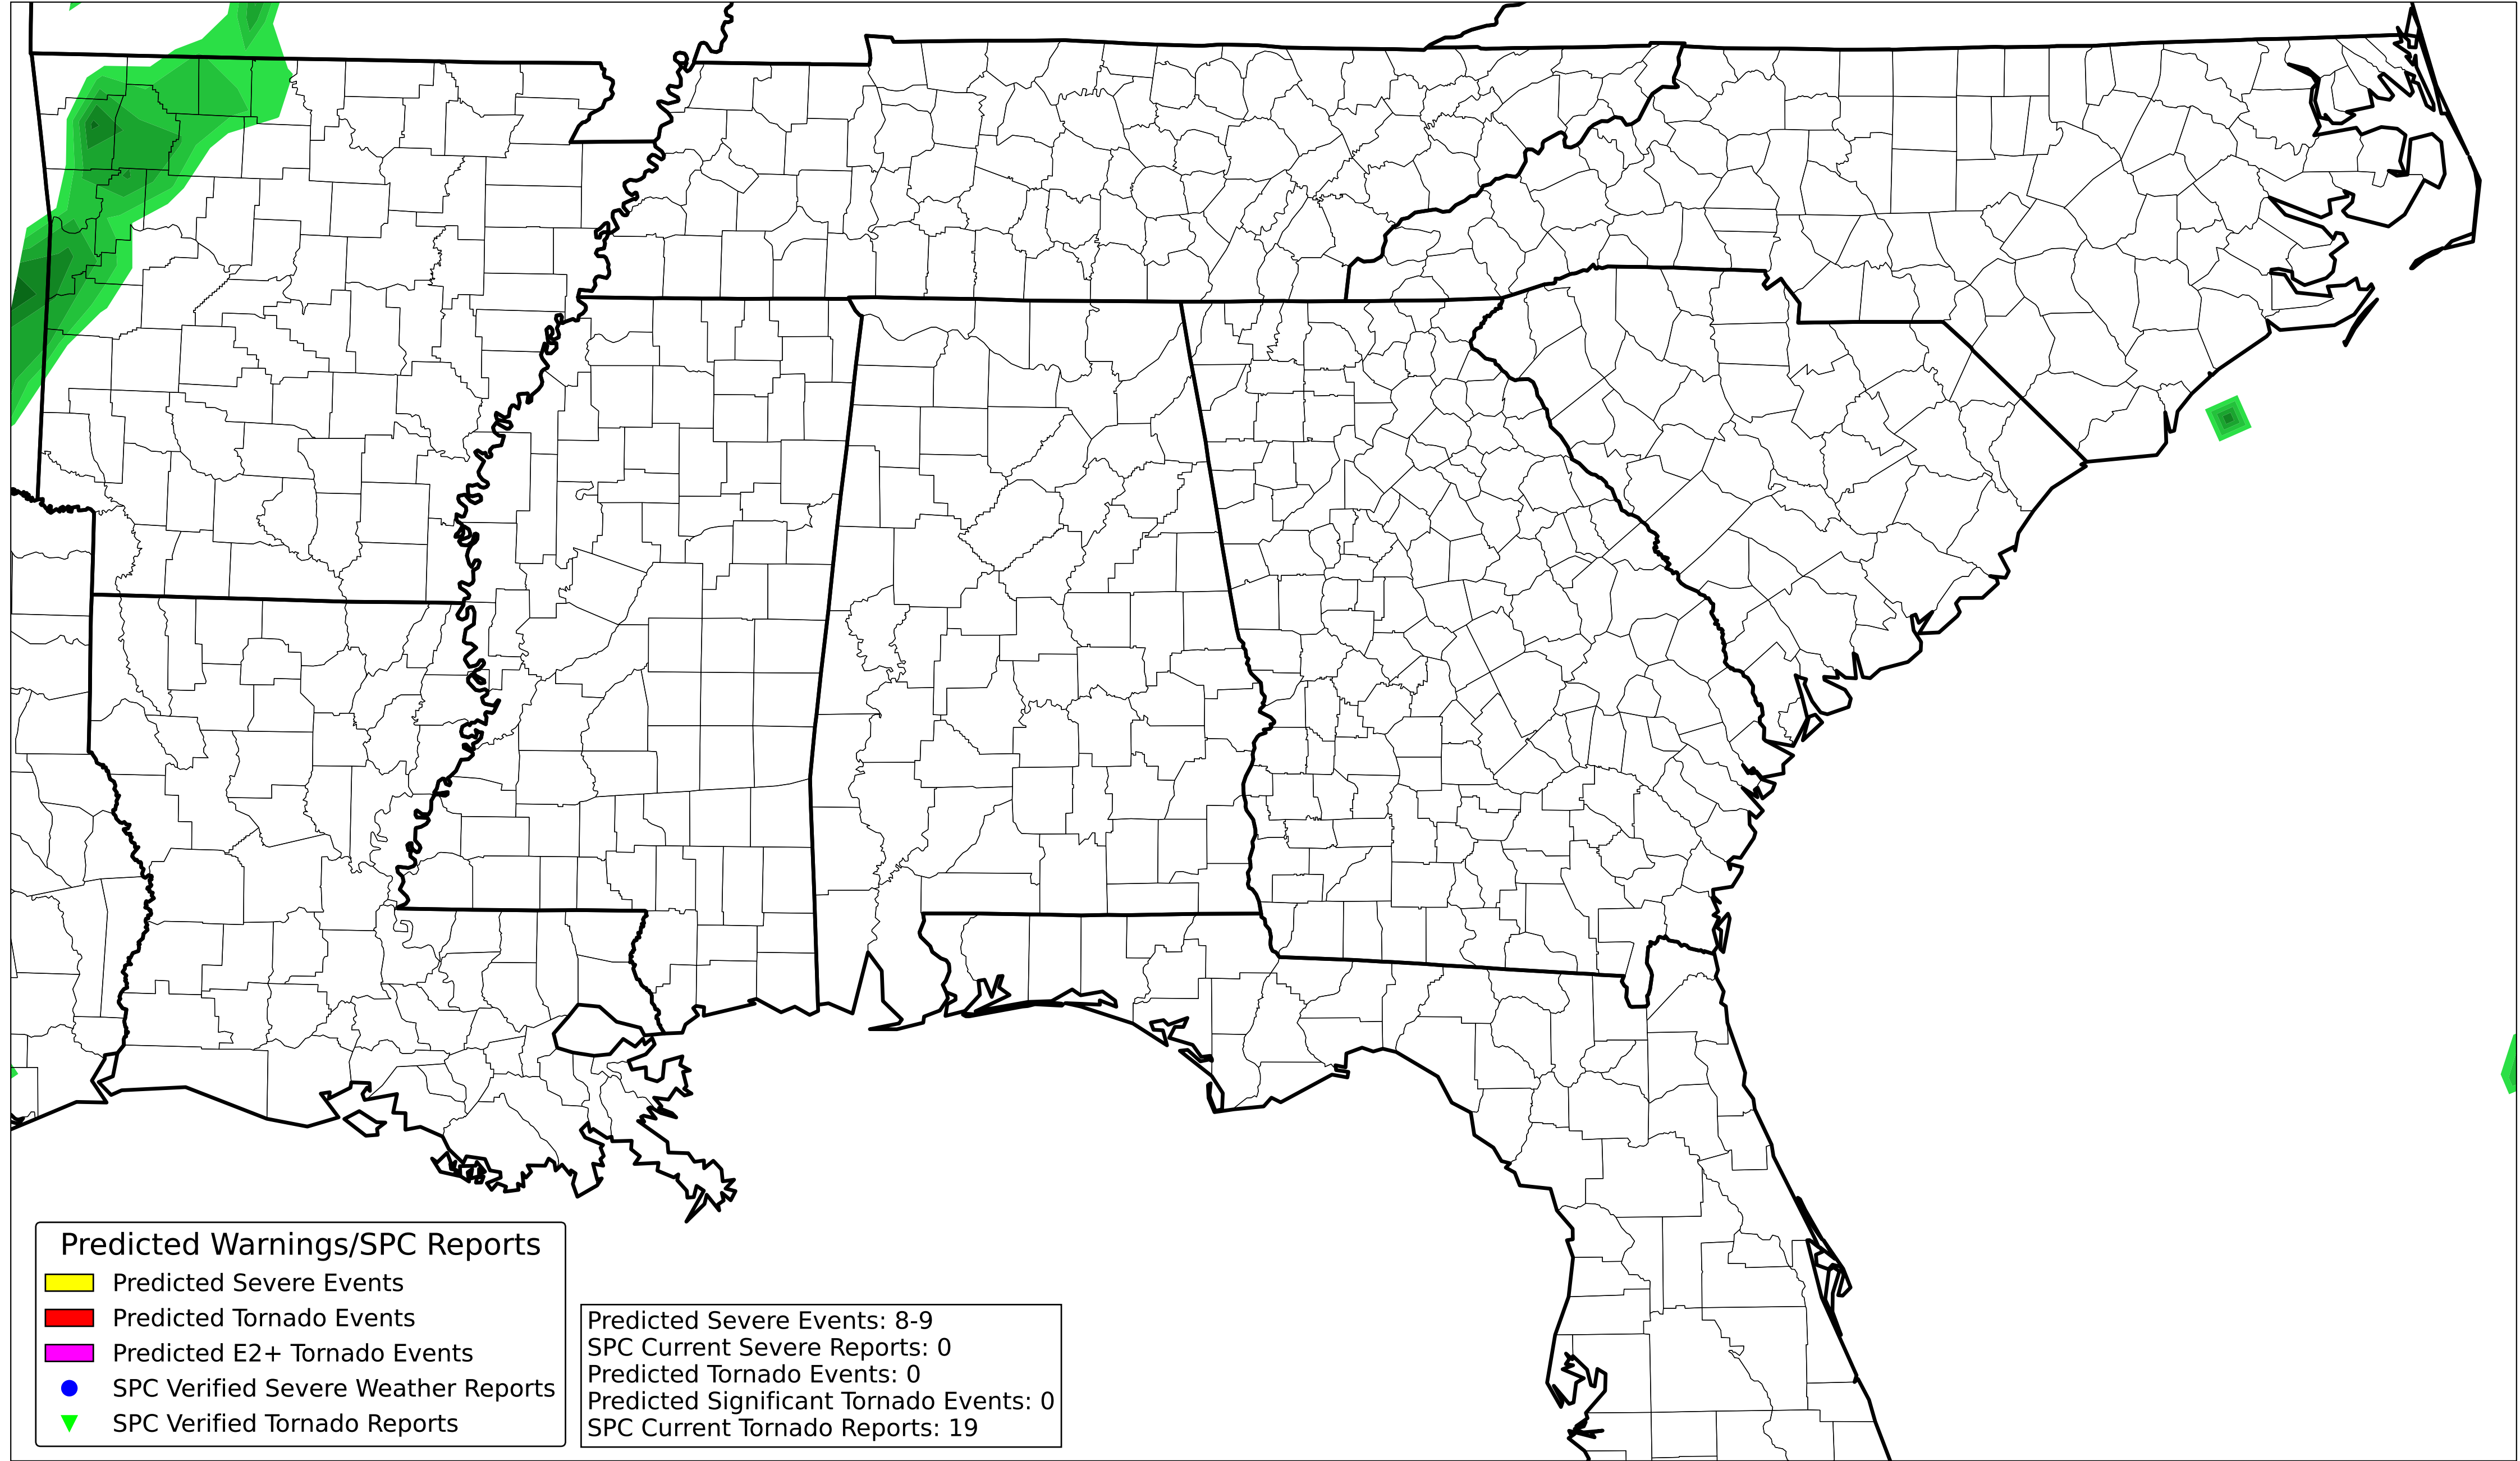 Predicted Warnings/SPC Reports
Predicted Severe Events
Predicted Tornado Events
Predicted E2+ Tornado Events
SPC Verified Severe Weather Reports
SPC Verified Tornado Reports
Predicted Severe Events: 8-9
SPC Current Severe Reports: 0
Predicted Tornado Events: 0
Predicted Significant Tornado Events: 0
SPC Current Tornado Reports: 19